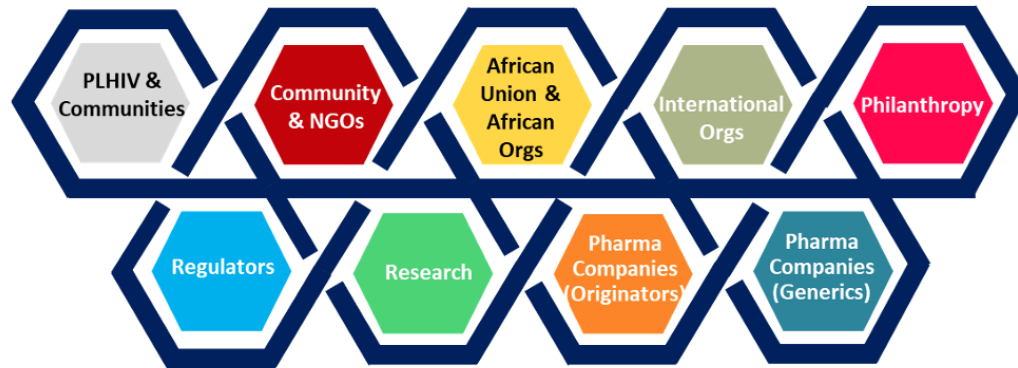 PLHIV &
Communities
Community
& NGOs
African
Union &
African
Orgs
International
Orgs
Philanthropy
Regulators
Research
Pharma
Companies
(Originators)
Pharma
Companies
(Generics)